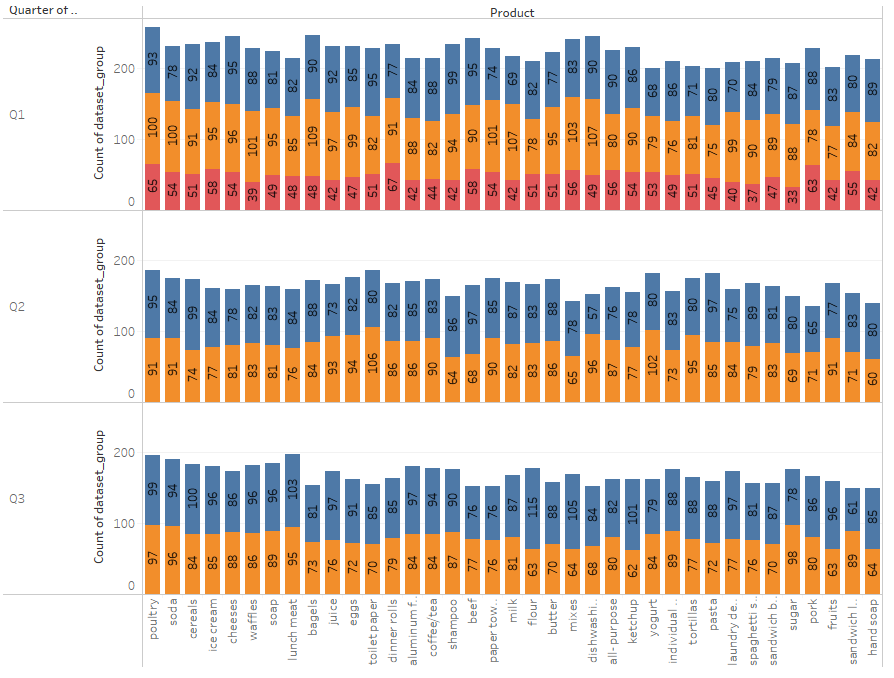 Quarter of ..
Product
Q1
Count of dataset_group
200
100
0
93 78 92 84 95 88 81 82 90 92 85 95 77 84 88 99 95 74 69 82 77 83 90 90 86 68 86 71 80 70 84 79 87 88 83 80 89
100 100 91 95 96 101 95 85 109 97 99 82 91 88 82 94 90 101 107 78 95 103 107 80 90 79 76 81 75 99 90 89 88 78 77 84 82
65 54 51 58 54 39 49 48 48 42 47 51 67 42 44 42 58 54 42 51 51 56 49 56 54 53 49 51 45 40 37 47 33 63 42 55 42
Q2
Count of dataset_group
200
100
0
95 84 99 84 78 82 83 84 88 73 82 80 82 85 83 86 97 85 87 83 88 78 57 76 78 80 83 80 97 75 89 81 80 65 77 83 80
91 91 74 77 81 83 81 76 84 93 94 106 86 86 90 64 68 90 82 83 86 65 96 87 77 102 73 95 85 84 79 83 69 71 91 71 60
Q3
Count of dataset_group
200
100
0
99 94 100 96 86 96 96 103 81 97 91 85 85 97 94 90 76 76 87 115 88 105 84 82 101 79 88 88 88 97 81 87 78 86 96 61 85
97 96 84 85 88 86 89 95 73 76 72 70 79 84 84 87 77 76 81 63 70 64 68 80 62 84 89 77 72 77 76 70 98 80 63 89 64
poultry
soda
cereals
ice cream
cheeses
waffles
soap
lunch meat
bagels
juice
eggs
toilet paper
dinner rolls
aluminum f..
coffee/tea
shampoo
beef
paper tow..
milk
flour
butter
mixes
dishwashi..
all- purpose
ketchup
yogurt
individual ..
tortillas
pasta
laundry de..
spaghetti s..
sandwich b..
sugar
pork
fruits
sandwich l..
hand soap